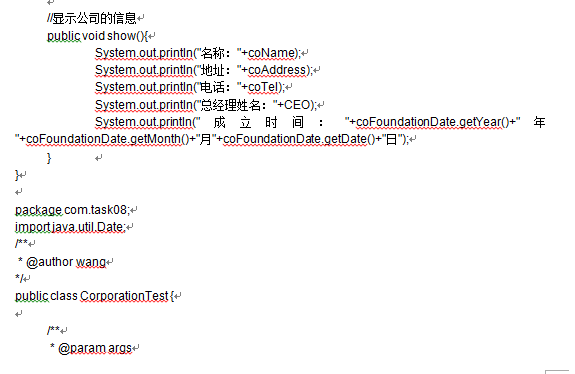 //显示公司的信息
public void show(){
System.out.println("名称："+coName);
System.out.println("地址："+coAddress);
System.out.println("电话："+coTel);
System.out.println("总经理姓名："+CEO);
System.out.println("成立时间："+coFoundationDate.getYear()+"年
"+coFoundationDate.getMonth()+"月"+coFoundationDate.getDate()+"日");
}
}
package com.task08;
import java.util.Date;
/**
* @author wang
*/
public class CorporationTest {
/**
* @param args